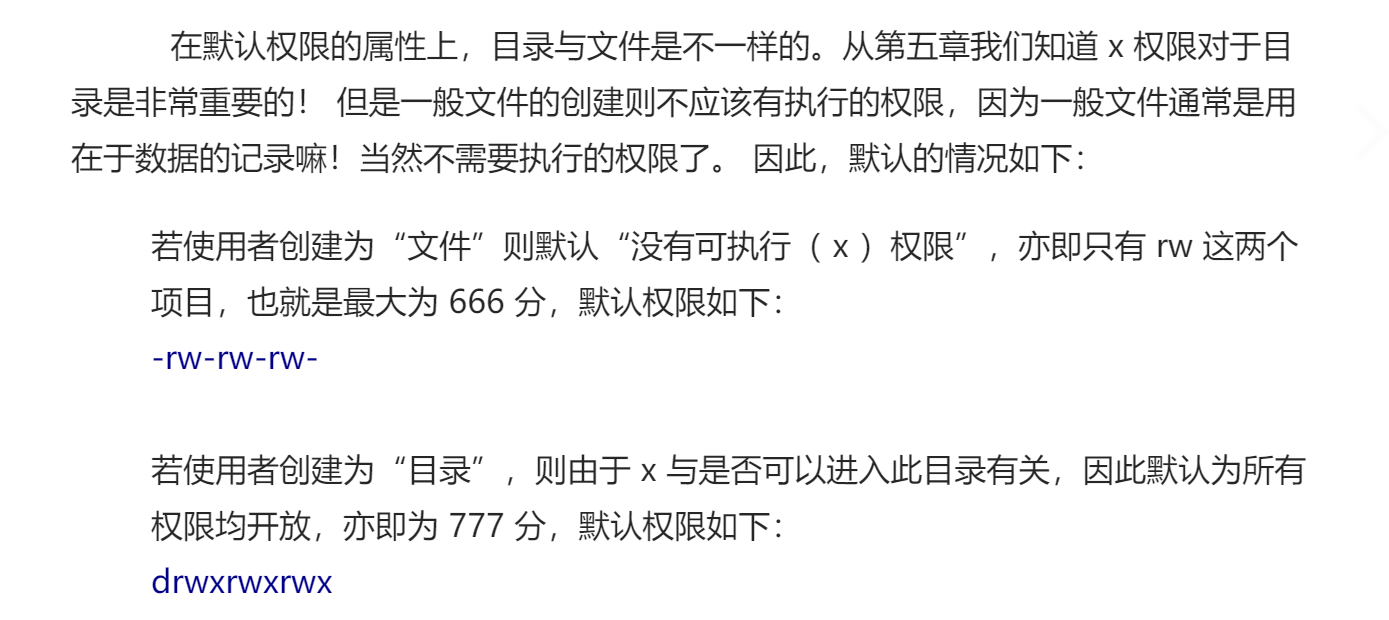 在默认权限的属性上，目录与文件是不一样的。从第五章我们知道 x 权限对于目
录是非常重要的！ 但是一般文件的创建则不应该有执行的权限，因为一般文件通常是用
在于数据的记录嘛！当然不需要执行的权限了。 因此，默认的情况如下：
若使用者创建为“文件”则默认“没有可执行（ x ）权限”，亦即只有 rw 这两个
项目，也就是最大为 666 分，默认权限如下：
-rw-rw-rw-
若使用者创建为“目录”，则由于 x 与是否可以进入此目录有关，因此默认为所有
权限均开放，亦即为 777 分，默认权限如下：
drwxrwxrwx